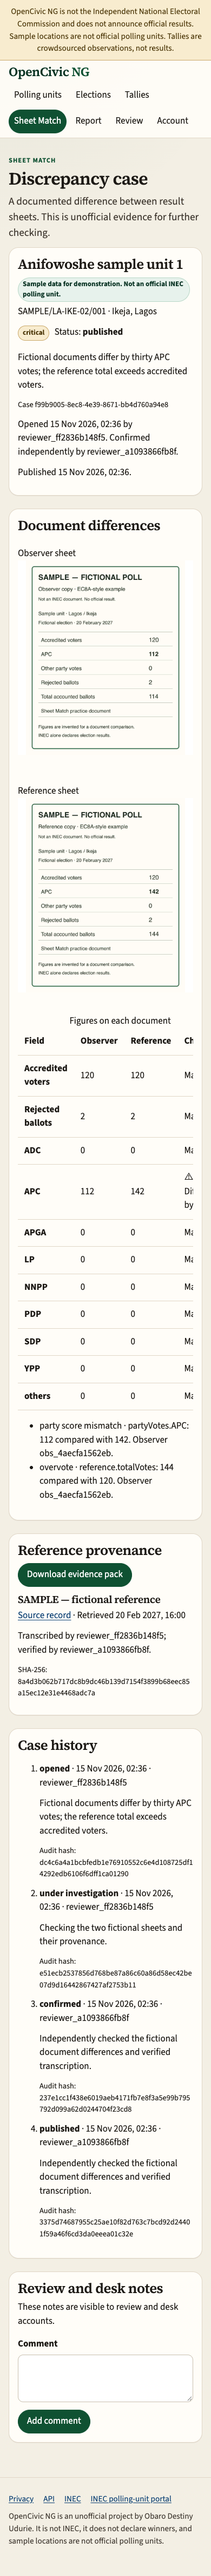 OpenCivic NG is not the Independent National Electoral
Commission and does not announce official results.
Sample locations are not official polling units. Tallies are
crowdsourced observations, not results.
OpenCivic NG
Polling units Elections Tallies
Sheet Match Report Review Account
SHEET MATCH
Discrepancy case
A documented difference between result
sheets. This is unofficial evidence for further
checking.
Anifowoshe sample unit 1
Sample data for demonstration. Not an official INEC
polling unit.
SAMPLE/LA-IKE-02/001 · Ikeja, Lagos
critical Status: published
Fictional documents differ by thirty APC
votes; the reference total exceeds accredited
voters.
Case f99b9005-8ec8-4e39-8671-bb4d760a94e8
Opened 15 Nov 2026, 02:36 by
reviewer_ff2836b148f5. Confirmed
independently by reviewer_a1093866fb8f.
Published 15 Nov 2026, 02:36.
Document differences
Observer sheet
SAMPLE — FICTIONAL POLL
Observer copy · EC8A-style example
Not an INEC document. No official result.
Sample unit · Lagos / Ikeja
Fictional election · 20 February 2027
Accredited voters 120
APC 112
Other party votes 0
Rejected ballots 2
Total accounted ballots 114
Sheet Match practice document
Figures are invented for a document comparison.
INEC alone declares election results.
Reference sheet
SAMPLE — FICTIONAL POLL
Reference copy · EC8A-style example
Not an INEC document. No official result.
Sample unit · Lagos / Ikeja
Fictional election · 20 February 2027
Accredited voters 120
APC 142
Other party votes 0
Rejected ballots 2
Total accounted ballots 144
Sheet Match practice document
Figures are invented for a document comparison.
INEC alone declares election results.
Figures on each document
Field Observer Reference Ch
Accredited voters 120 120 Ma
Rejected ballots 2 2 Ma
ADC 0 0 Ma
APC 112 142 ⚠ Di by
APGA 0 0 Ma
LP 0 0 Ma
NNPP 0 0 Ma
PDP 0 0 Ma
SDP 0 0 Ma
YPP 0 0 Ma
others 0 0 Ma
• party score mismatch · partyVotes.APC:
112 compared with 142. Observer
obs_4aecfa1562eb.
• overvote · reference.totalVotes: 144
compared with 120. Observer
obs_4aecfa1562eb.
Reference provenance
Download evidence pack
SAMPLE — fictional reference
Source record · Retrieved 20 Feb 2027, 16:00
Transcribed by reviewer_ff2836b148f5;
verified by reviewer_a1093866fb8f.
SHA-256:
8a4d3b062b717dc8b9dc46b139d7154f3899b68eec85
a15ec12e31e4468adc7a
Case history
1. opened · 15 Nov 2026, 02:36 ·
reviewer_ff2836b148f5
Fictional documents differ by thirty APC
votes; the reference total exceeds
accredited voters.
Audit hash:
dc4c6a4a1bcbfedb1e76910552c6e4d108725df1
4292edb6106f6dff1ca01290
2. under investigation · 15 Nov 2026,
02:36 · reviewer_ff2836b148f5
Checking the two fictional sheets and
their provenance.
Audit hash:
e51ecb2537856d768be87a86c60a86d58ec42be
07d9d16442867427af2753b11
3. confirmed · 15 Nov 2026, 02:36 ·
reviewer_a1093866fb8f
Independently checked the fictional
document differences and verified
transcription.
Audit hash:
237e1cc1f438e6019aeb4171fb7e8f3a5e99b795
792d099a62d0244704f23cd8
4. published · 15 Nov 2026, 02:36 ·
reviewer_a1093866fb8f
Independently checked the fictional
document differences and verified
transcription.
Audit hash:
3375d74687955c25ae10f82d763c7bcd92d2440
1f59a46f6cd3da0eeea01c32e
Review and desk notes
These notes are visible to review and desk
accounts.
Comment
Add comment
Privacy API INEC INEC polling-unit portal
OpenCivic NG is an unofficial project by Obaro Destiny
Udurie. It is not INEC, it does not declare winners, and
sample locations are not official polling units.